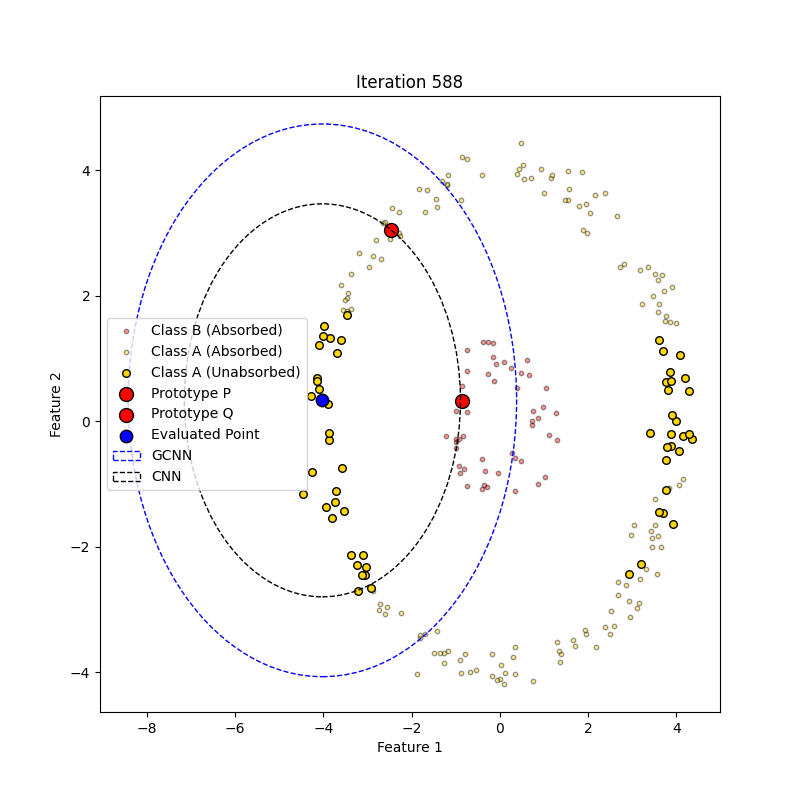 Iteration 588
4
2
0
−2
−4
Feature 2
Class B (Absorbed)
Class A (Absorbed)
Class A (Unabsorbed)
Prototype P
Prototype Q
Evaluated Point
GCNN
CNN
−8
−6
−4
−2
0
2
4
Feature 1